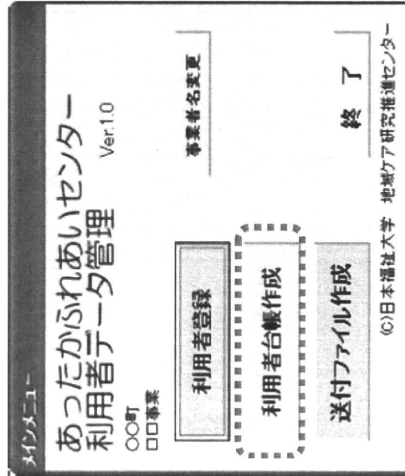 メインメニュー
あったかふれあいセンター
利用者データ管理 Ver.1.0
○○町
□□事業
利用者登録 事業者名変更
利用者台帳作成
送付ファイル作成 終 了
(C)日本福祉大学 地域ケア研究推進センター